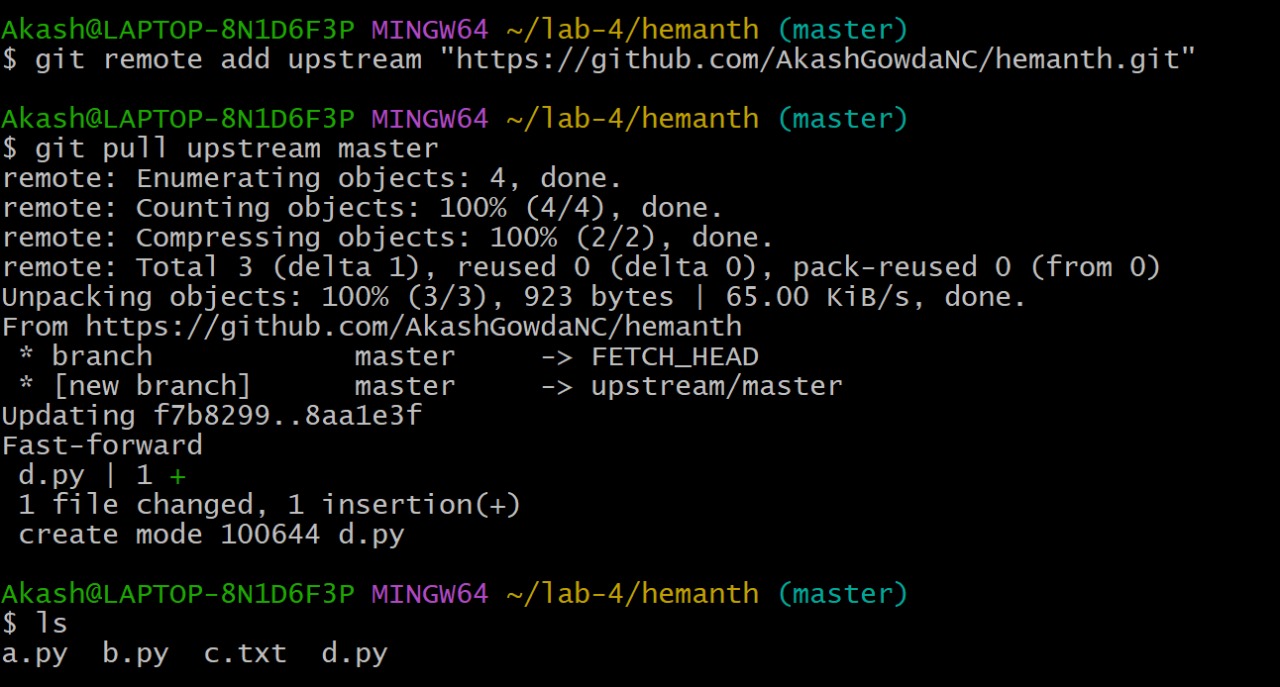 Akash@LAPTOP-8N1D6F3P MINGW64 ~/lab-4/hemanth (master)
$ git remote add upstream "https://github.com/AkashGowdaNC/hemanth.git"
Akash@LAPTOP-8N1D6F3P MINGW64 ~/lab-4/hemanth (master)
$ git pull upstream master
remote: Enumerating objects: 4, done.
remote: Counting objects: 100% (4/4), done.
remote: Compressing objects: 100% (2/2), done.
remote: Total 3 (delta 1), reused 0 (delta 0), pack-reused 0 (from 0)
Unpacking objects: 100% (3/3), 923 bytes | 65.00 KiB/s, done.
From https://github.com/AkashGowdaNC/hemanth
 * branch            master     -> FETCH_HEAD
 * [new branch]      master     -> upstream/master
Updating f7b8299..8aa1e3f
Fast-forward
 d.py | 1 +
 1 file changed, 1 insertion(+)
 create mode 100644 d.py
Akash@LAPTOP-8N1D6F3P MINGW64 ~/lab-4/hemanth (master)
$ ls
a.py  b.py  c.txt  d.py